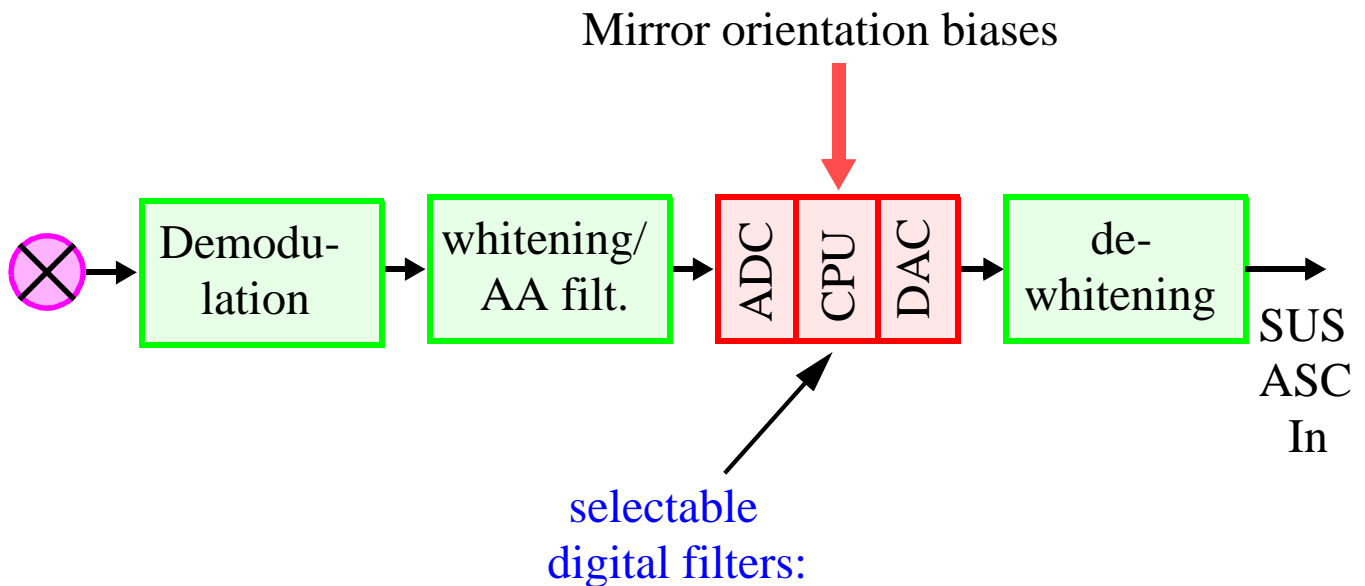 Mirror orientation biases
Demodu-
lation
whitening/
AA filt.
ADC
CPU
DAC
de-
whitening
SUS
ASC
In
selectable
digital filters: